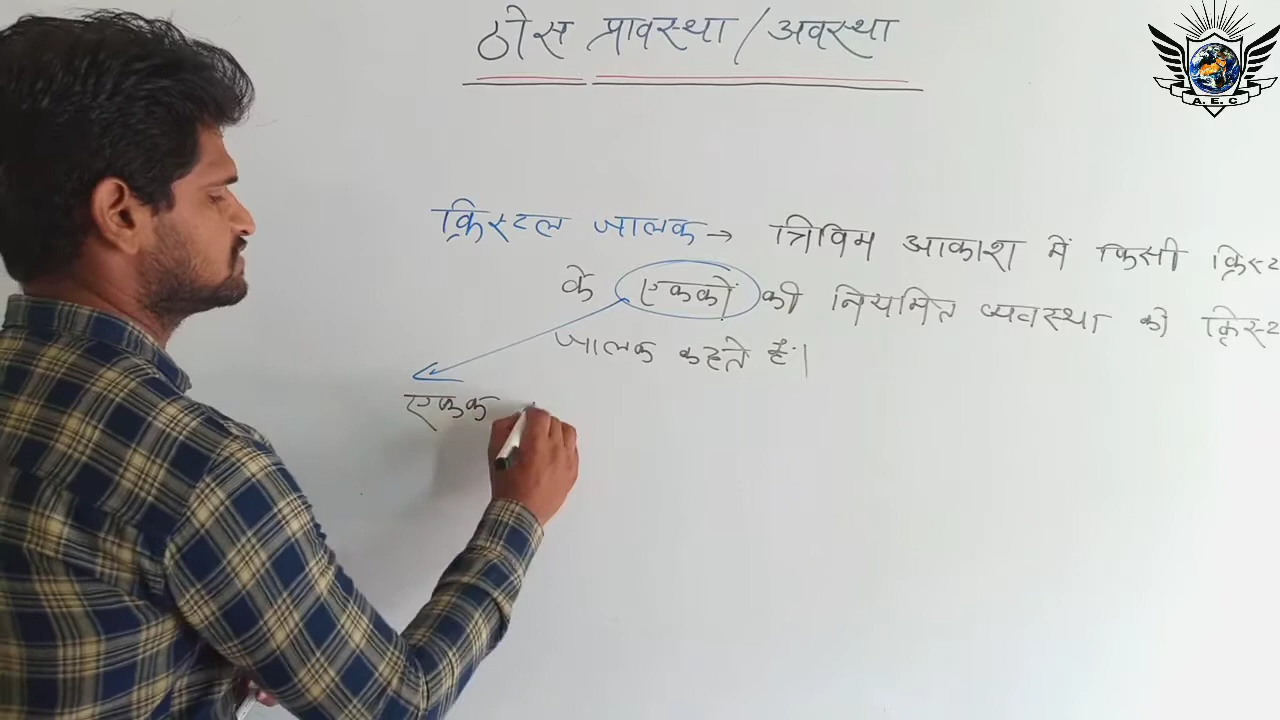 ठोस प्रावस्था / अवस्था
A. E. C
क्रिस्टल जालक → त्रिविम आकाश में किसी
के एककों की नियमित व्यवस्था को
जालक कहते हैं।
एकक